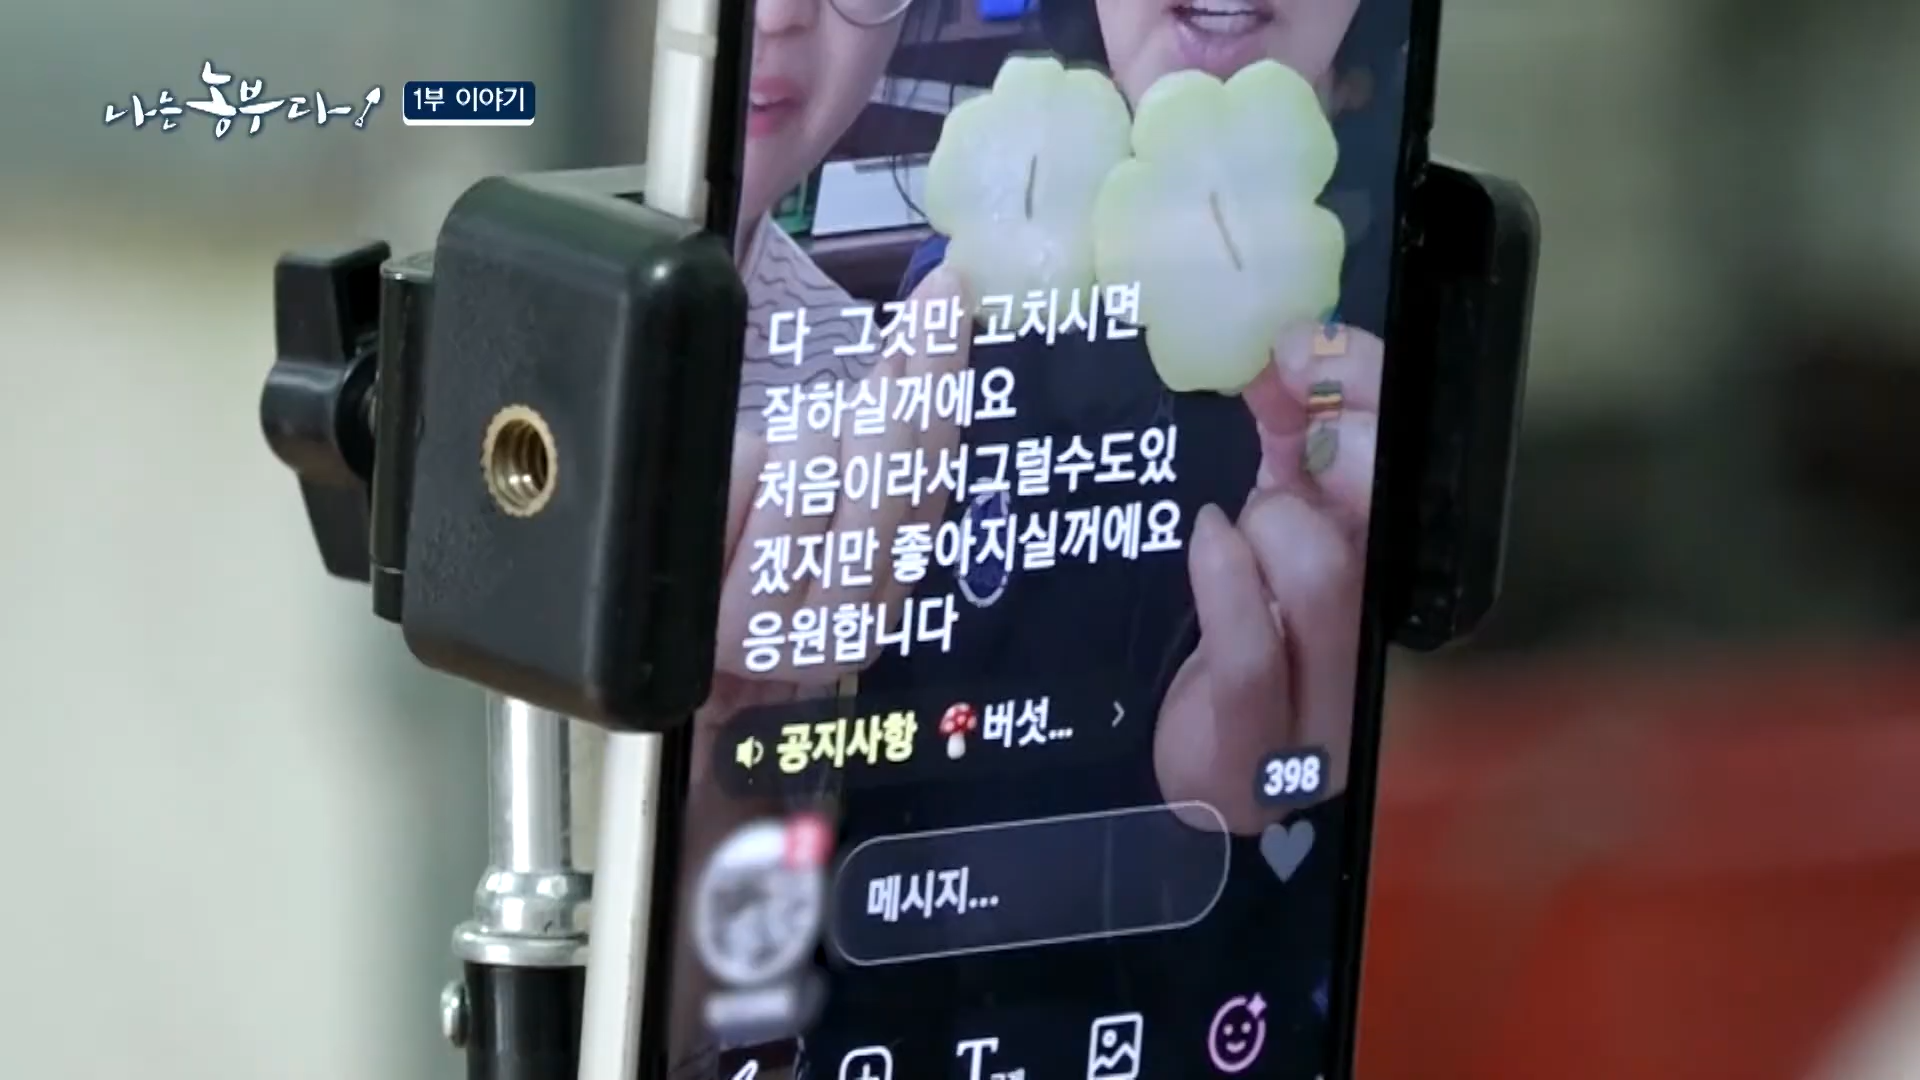 나는 농부다!
1부 이야기
다 그것만 고치시면
잘하실꺼에요
처음이라서그럴수도있
겠지만 좋아지실꺼에요
응원합니다
공지사항 버섯...
398
메시지...